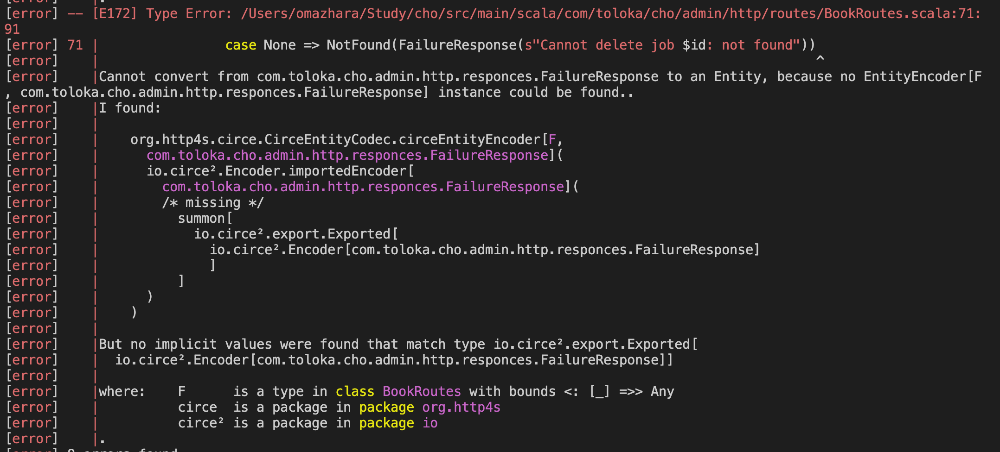 [error]     |.
[error] -- [E172] Type Error: /Users/omazhara/Study/cho/src/main/scala/com/toloka/cho/admin/http/routes/BookRoutes.scala:71:
91
[error] 71 |                case None => NotFound(FailureResponse(s"Cannot delete job $id: not found"))
[error]    |                                                                                           ^
[error]    |Cannot convert from com.toloka.cho.admin.http.responces.FailureResponse to an Entity, because no EntityEncoder[F
, com.toloka.cho.admin.http.responces.FailureResponse] instance could be found..
[error]    |I found:
[error]    |
[error]    |    org.http4s.circe.CirceEntityCodec.circeEntityEncoder[F,
[error]    |      com.toloka.cho.admin.http.responces.FailureResponse](
[error]    |      io.circe².Encoder.importedEncoder[
[error]    |        com.toloka.cho.admin.http.responces.FailureResponse](
[error]    |        /* missing */
[error]    |          summon[
[error]    |            io.circe².export.Exported[
[error]    |              io.circe².Encoder[com.toloka.cho.admin.http.responces.FailureResponse]
[error]    |              ]
[error]    |          ]
[error]    |      )
[error]    |    )
[error]    |
[error]    |But no implicit values were found that match type io.circe².export.Exported[
[error]    |  io.circe².Encoder[com.toloka.cho.admin.http.responces.FailureResponse]]
[error]    |
[error]    |where:    F      is a type in class BookRoutes with bounds <: [_] =>> Any
[error]    |          circe  is a package in package org.http4s
[error]    |          circe² is a package in package io
[error]    |.
[error] 8 errors found